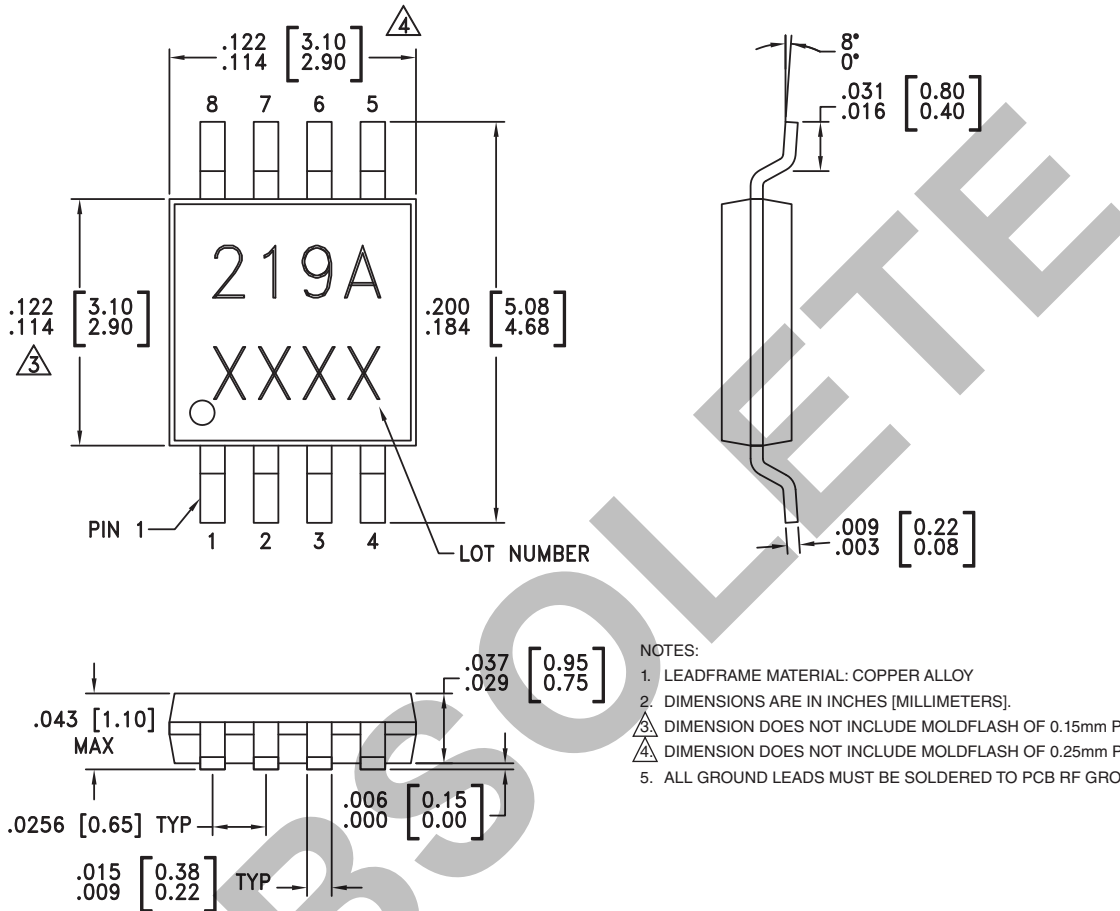 .122 [3.10]
.114 [2.90]
4
8 7 6 5
219A
XXXX
.122 [3.10]
.114 [2.90]
3
.200 [5.08]
.184 [4.68]
PIN 1
1 2 3 4
LOT NUMBER
8°
0°
.031 [0.80]
.016 [0.40]
.009 [0.22]
.003 [0.08]
.037 [0.95]
.029 [0.75]
.043 [1.10]
MAX
.006 [0.15]
.000 [0.00]
.0256 [0.65] TYP
.015 [0.38] TYP
.009 [0.22]
NOTES:
1. LEADFRAME MATERIAL: COPPER ALLOY
2. DIMENSIONS ARE IN INCHES [MILLIMETERS].
3. DIMENSION DOES NOT INCLUDE MOLDFLASH OF 0.15mm
4. DIMENSION DOES NOT INCLUDE MOLDFLASH OF 0.25mm
5. ALL GROUND LEADS MUST BE SOLDERED TO PCB RF
BSOLETE